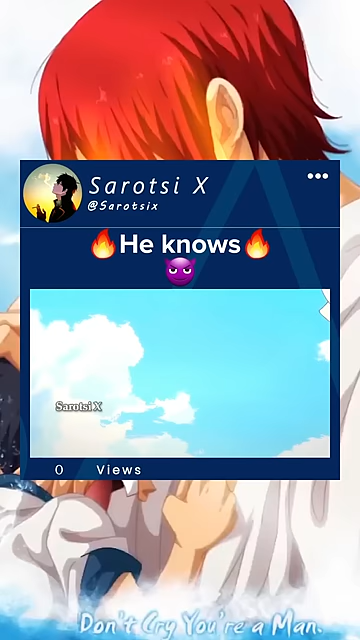 Sarotsi X
@Sarotsix
🔥He knows🔥
😈
Sarotsi X
0 Views
Don't Cry You're a Man.